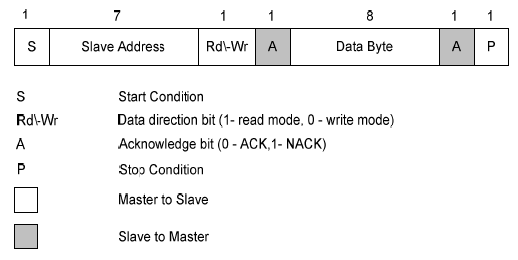 1 7 1 1 8 1 1
S Slave Address Rd\-Wr A Data Byte A P
S Start Condition
Rd\-Wr Data direction bit (1- read mode, 0 - write mode)
A Acknowledge bit (0 - ACK,1- NACK)
P Stop Condition
Master to Slave
Slave to Master